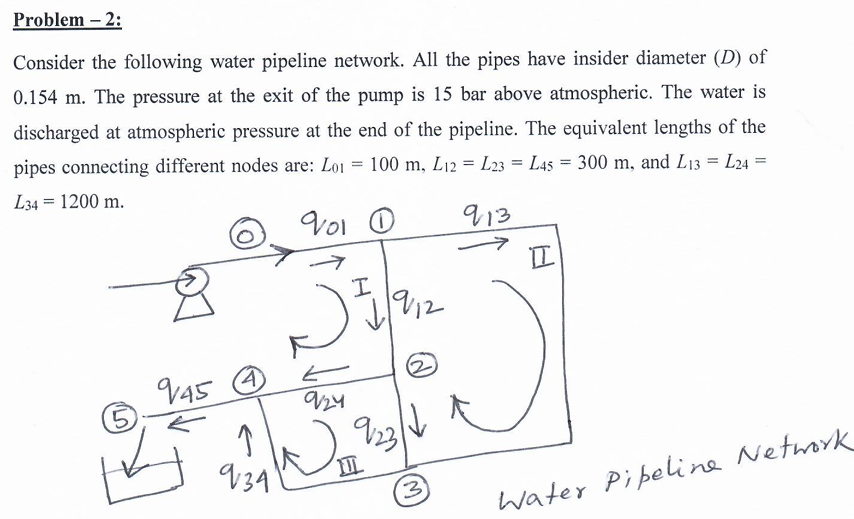 Problem – 2:
Consider the following water pipeline network. All the pipes have insider diameter (D) of
0.154 m. The pressure at the exit of the pump is 15 bar above atmospheric. The water is
discharged at atmospheric pressure at the end of the pipeline. The equivalent lengths of the
pipes connecting different nodes are: L01 = 100 m, L12 = L23 = L45 = 300 m, and L13 = L24 =
L34 = 1200 m.
0 q01 1 q13
II
I q12
2
q45 4 q24
5 q23
q34 III
3
Water Pipeline Network